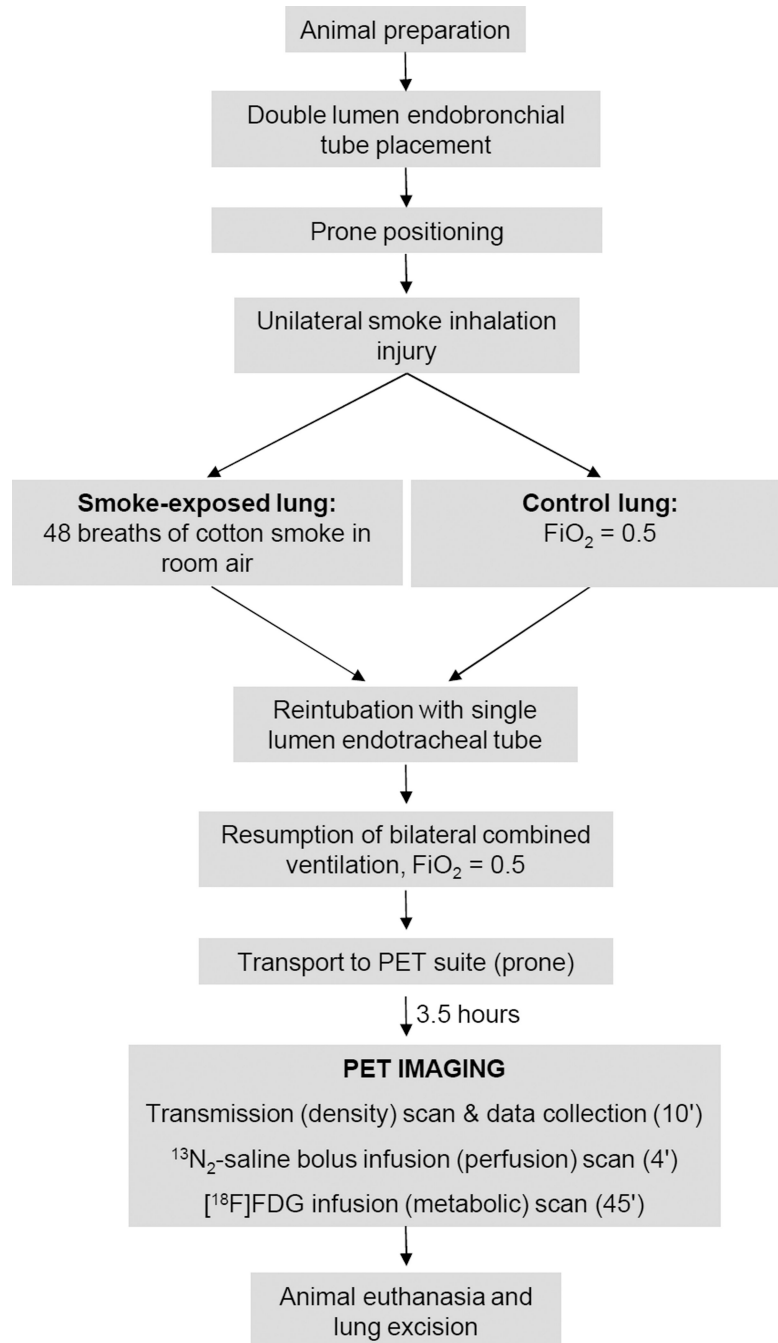 Animal preparation
Double lumen endobronchial
tube placement
Prone positioning
Unilateral smoke inhalation
injury
Smoke-exposed lung:
48 breaths of cotton smoke in
room air
Control lung:
FiO₂ = 0.5
Reintubation with single
lumen endotracheal tube
Resumption of bilateral combined
ventilation, FiO₂ = 0.5
Transport to PET suite (prone)
3.5 hours
PET IMAGING
Transmission (density) scan & data collection (10')
¹³N₂-saline bolus infusion (perfusion) scan (4')
[¹⁸F]FDG infusion (metabolic) scan (45')
Animal euthanasia and
lung excision